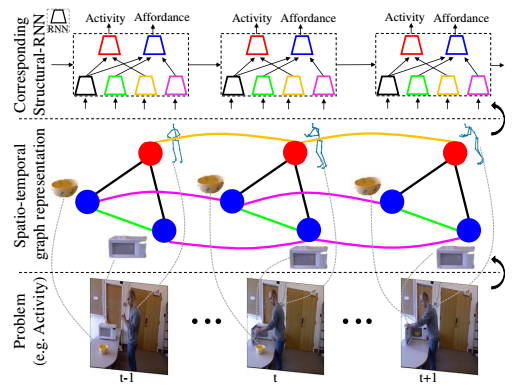 RNN
Activity Affordance
Activity Affordance
Activity Affordance
Corresponding
Structural-RNN
Spatio-temporal
graph representation
Problem
(e.g. Activity)
t-1
t
t+1